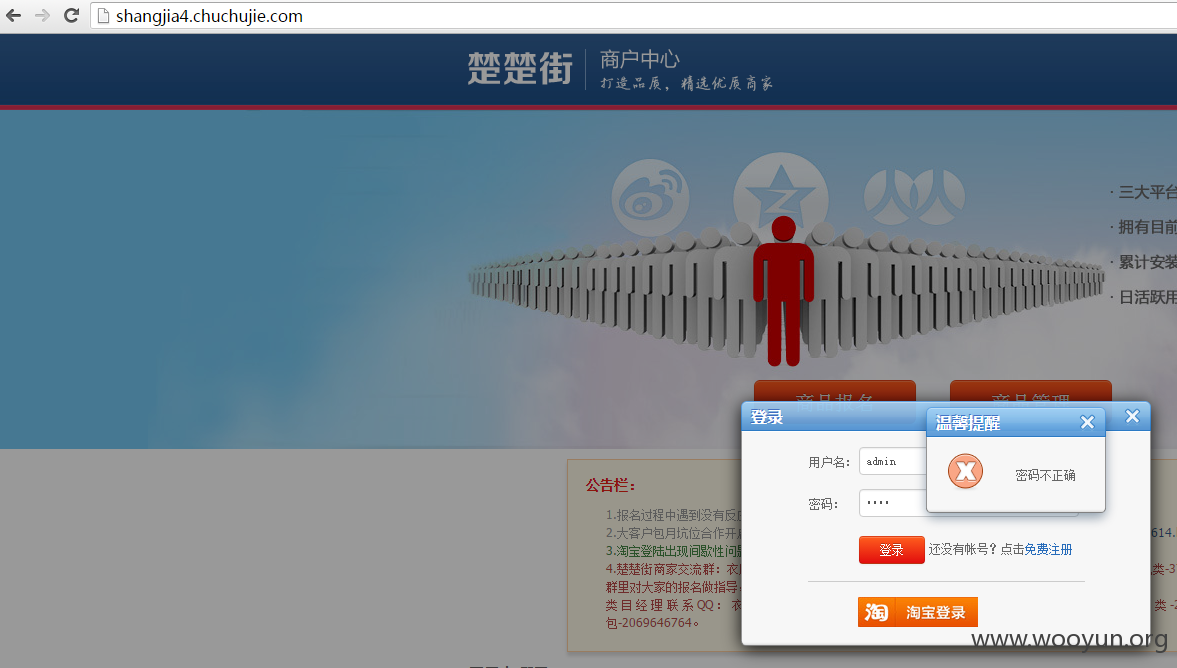 shangjia4.chuchujie.com
楚楚街
商户中心
打造品质，精选优质商家
· 三大平台
· 拥有目前
· 累计安装
· 日活跃用
商品报名
商品管理
登录
温馨提醒
用户名：
admin
密码不正确
密码：
····
登录
还没有帐号？点击免费注册
淘
淘宝登录
公告栏：
1.报名过程中遇到没有反应
2.大客户包月坑位合作开
614.
3.淘宝登陆出现间歇性问题
4.楚楚街商家交流群：衣
类-3
群里对大家的报名做指导
类目经理联系QQ：衣
类 -2
包-2069646764。
www.wooyun.org